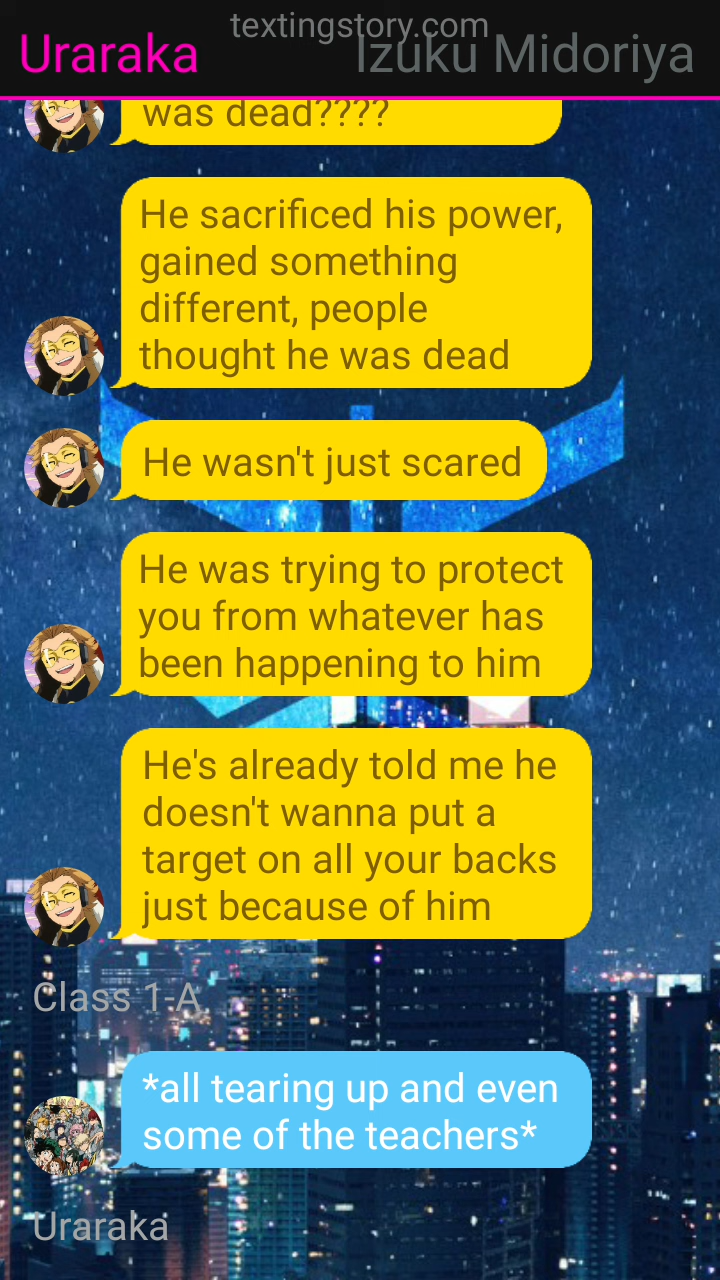 textingstory.com
Uraraka
Izuku Midoriya
was dead????
He sacrificed his power,
gained something
different, people
thought he was dead
He wasn't just scared
He was trying to protect
you from whatever has
been happening to him
He's already told me he
doesn't wanna put a
target on all your backs
just because of him
Class 1-A
*all tearing up and even
some of the teachers*
Uraraka